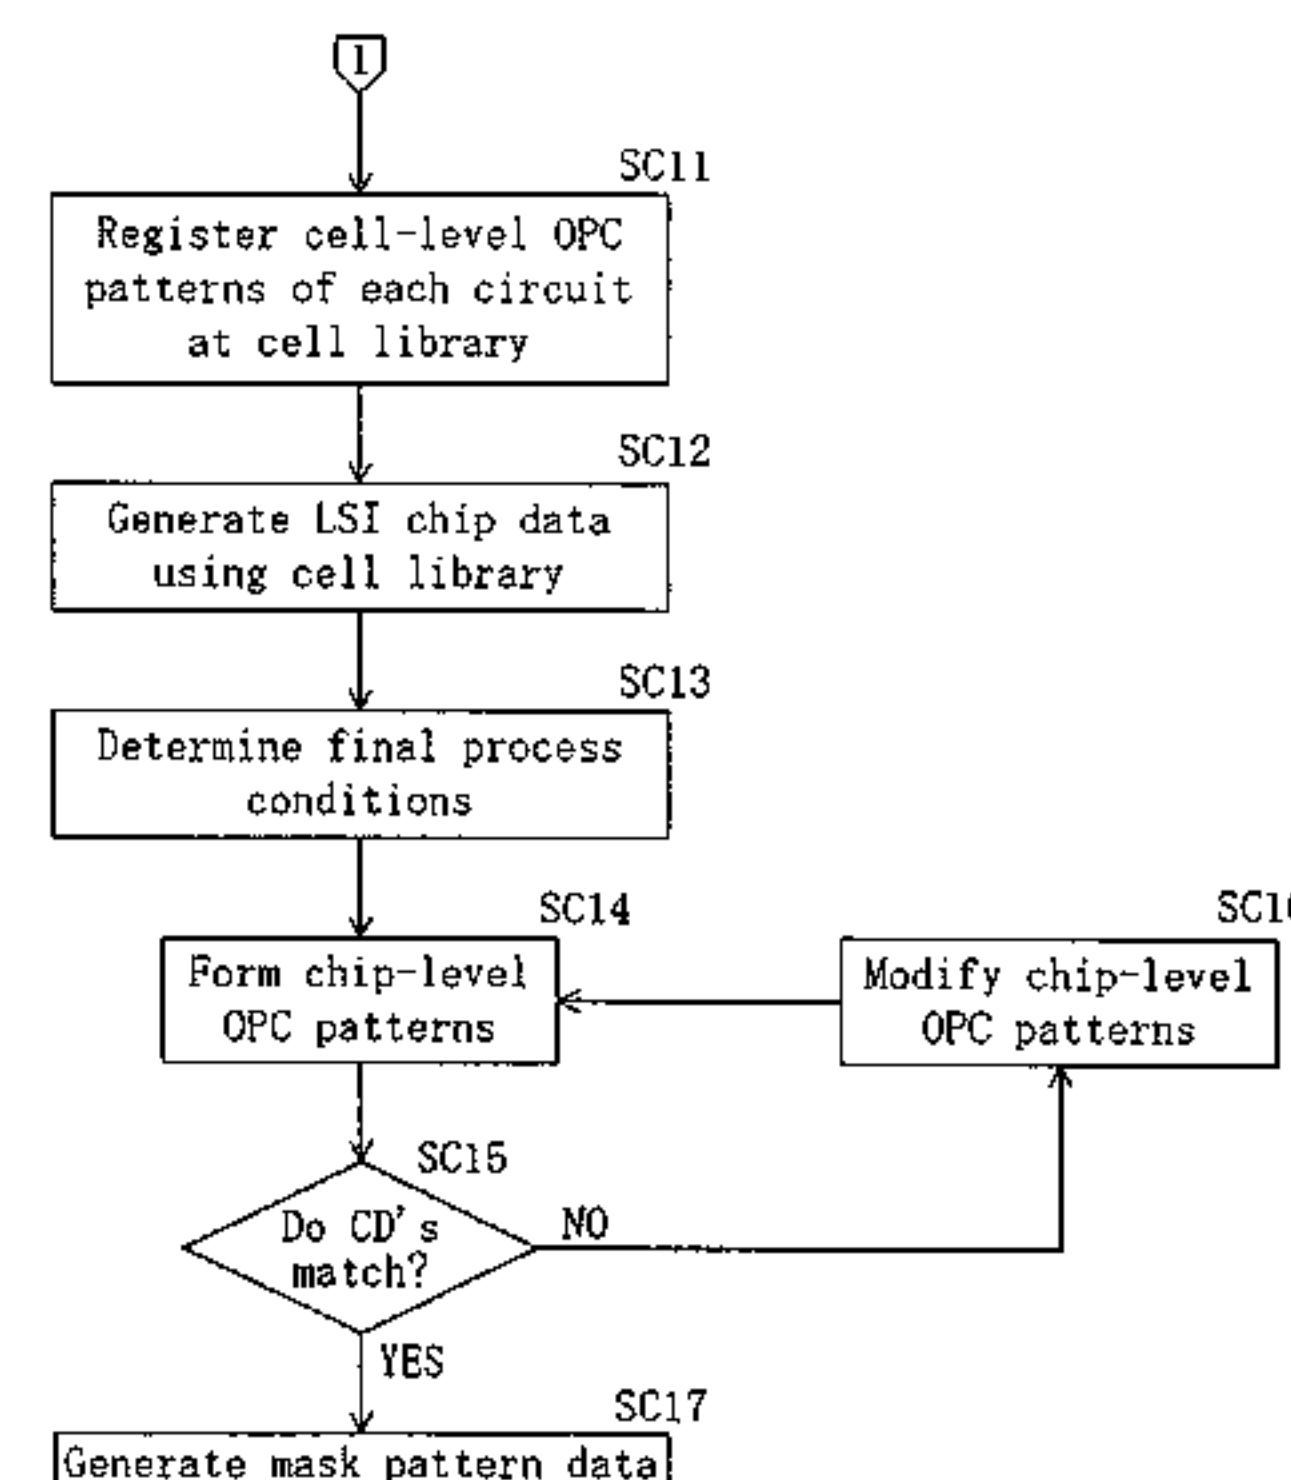 1
SC11
Register cell-level OPC
patterns of each circuit
at cell library
SC12
Generate LSI chip data
using cell library
SC13
Determine final process
conditions
SC14
Form chip-level
OPC patterns
Modify chip-level
OPC patterns
SC15
Do CD's
match?
NO
YES
SC17
Generate mask pattern data